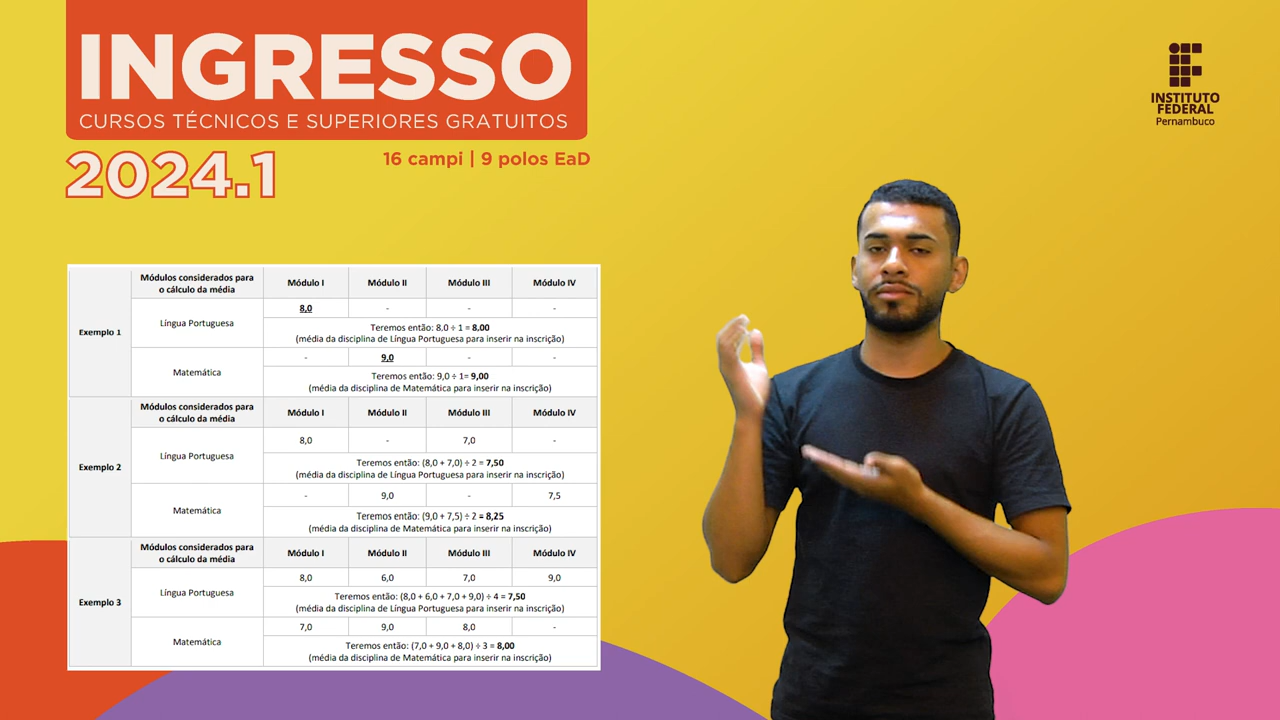 INGRESSO
CURSOS TÉCNICOS E SUPERIORES GRATUITOS
2024.1
16 campi | 9 polos EaD
INSTITUTO
FEDERAL
Pernambuco
Exemplo 1
Módulos considerados para
o cálculo da média
Módulo I Módulo II Módulo III Módulo IV
Língua Portuguesa
8,0 - - -
Teremos então: 8,0 ÷ 1 = 8,00
(média da disciplina de Língua Portuguesa para inserir na inscrição)
Matemática
- 9,0 - -
Teremos então: 9,0 ÷ 1= 9,00
(média da disciplina de Matemática para inserir na inscrição)
Exemplo 2
Módulos considerados para
o cálculo da média
Módulo I Módulo II Módulo III Módulo IV
Língua Portuguesa
8,0 - 7,0 -
Teremos então: (8,0 + 7,0) ÷ 2 = 7,50
(média da disciplina de Língua Portuguesa para inserir na inscrição)
Matemática
- 9,0 - 7,5
Teremos então: (9,0 + 7,5) ÷ 2 = 8,25
(média da disciplina de Matemática para inserir na inscrição)
Exemplo 3
Módulos considerados para
o cálculo da média
Módulo I Módulo II Módulo III Módulo IV
Língua Portuguesa
8,0 6,0 7,0 9,0
Teremos então: (8,0 + 6,0 + 7,0 + 9,0) ÷ 4 = 7,50
(média da disciplina de Língua Portuguesa para inserir na inscrição)
Matemática
7,0 9,0 8,0 -
Teremos então: (7,0 + 9,0 + 8,0) ÷ 3 = 8,00
(média da disciplina de Matemática para inserir na inscrição)